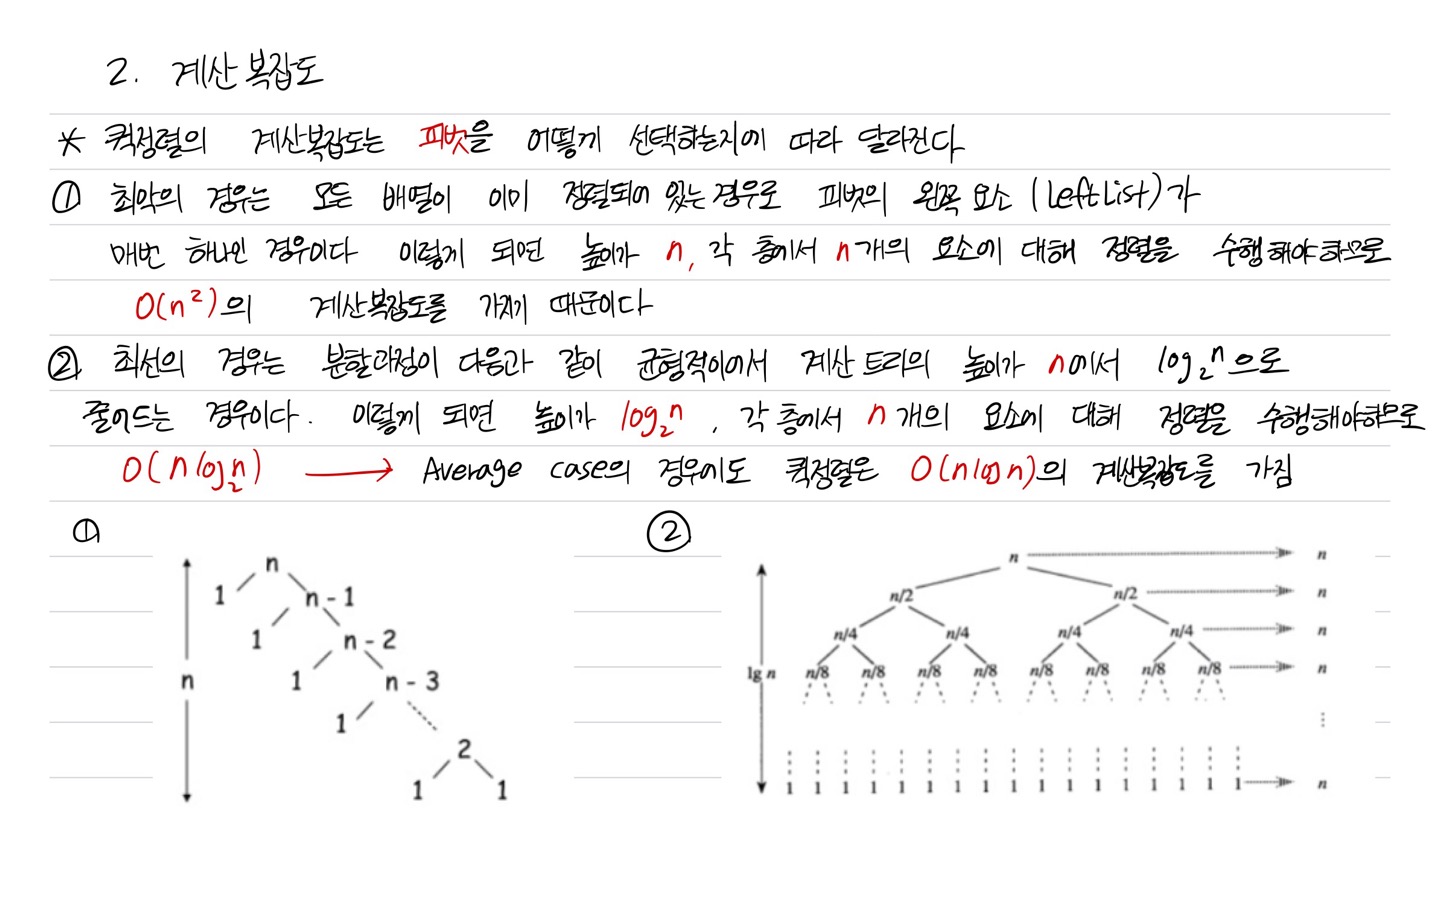 2. 계산 복잡도
* 퀵정렬의 계산복잡도는 피벗을 어떻게 선택하는지에 따라 달라진다
① 최악의 경우는 모든 배열이 이미 정렬되어 있는 경우로 피벗의 왼쪽 요소 (LeftList)가
매번 하나인 경우이다 이렇게 되면 높이가 n, 각 층에서 n개의 요소에 대해 정렬을 수행해야하므로
O(n²)의 계산복잡도를 가지기 때문이다
② 최선의 경우는 분할과정이 다음과 같이 균형적이어서 계산 트리의 높이가 n에서 log₂n으로
줄어드는 경우이다. 이렇게 되면 높이가 log₂n, 각 층에서 n개의 요소에 대해 정렬을 수행해야하므로
O(nlog₂n) → Average case의 경우에도 퀵정렬은 O(nlogn)의 계산복잡도를 가짐
①
n
1 n - 1
1 n - 2
1 n - 3
n
1
2
1 1
②
n n
n/2 n/2 n
n/4 n/4 n/4 n/4 n
lg n n/8 n/8 n/8 n/8 n/8 n/8 n/8 n/8 n
1 1 1 1 1 1 1 1 1 1 1 1 1 1 1 1 1 n